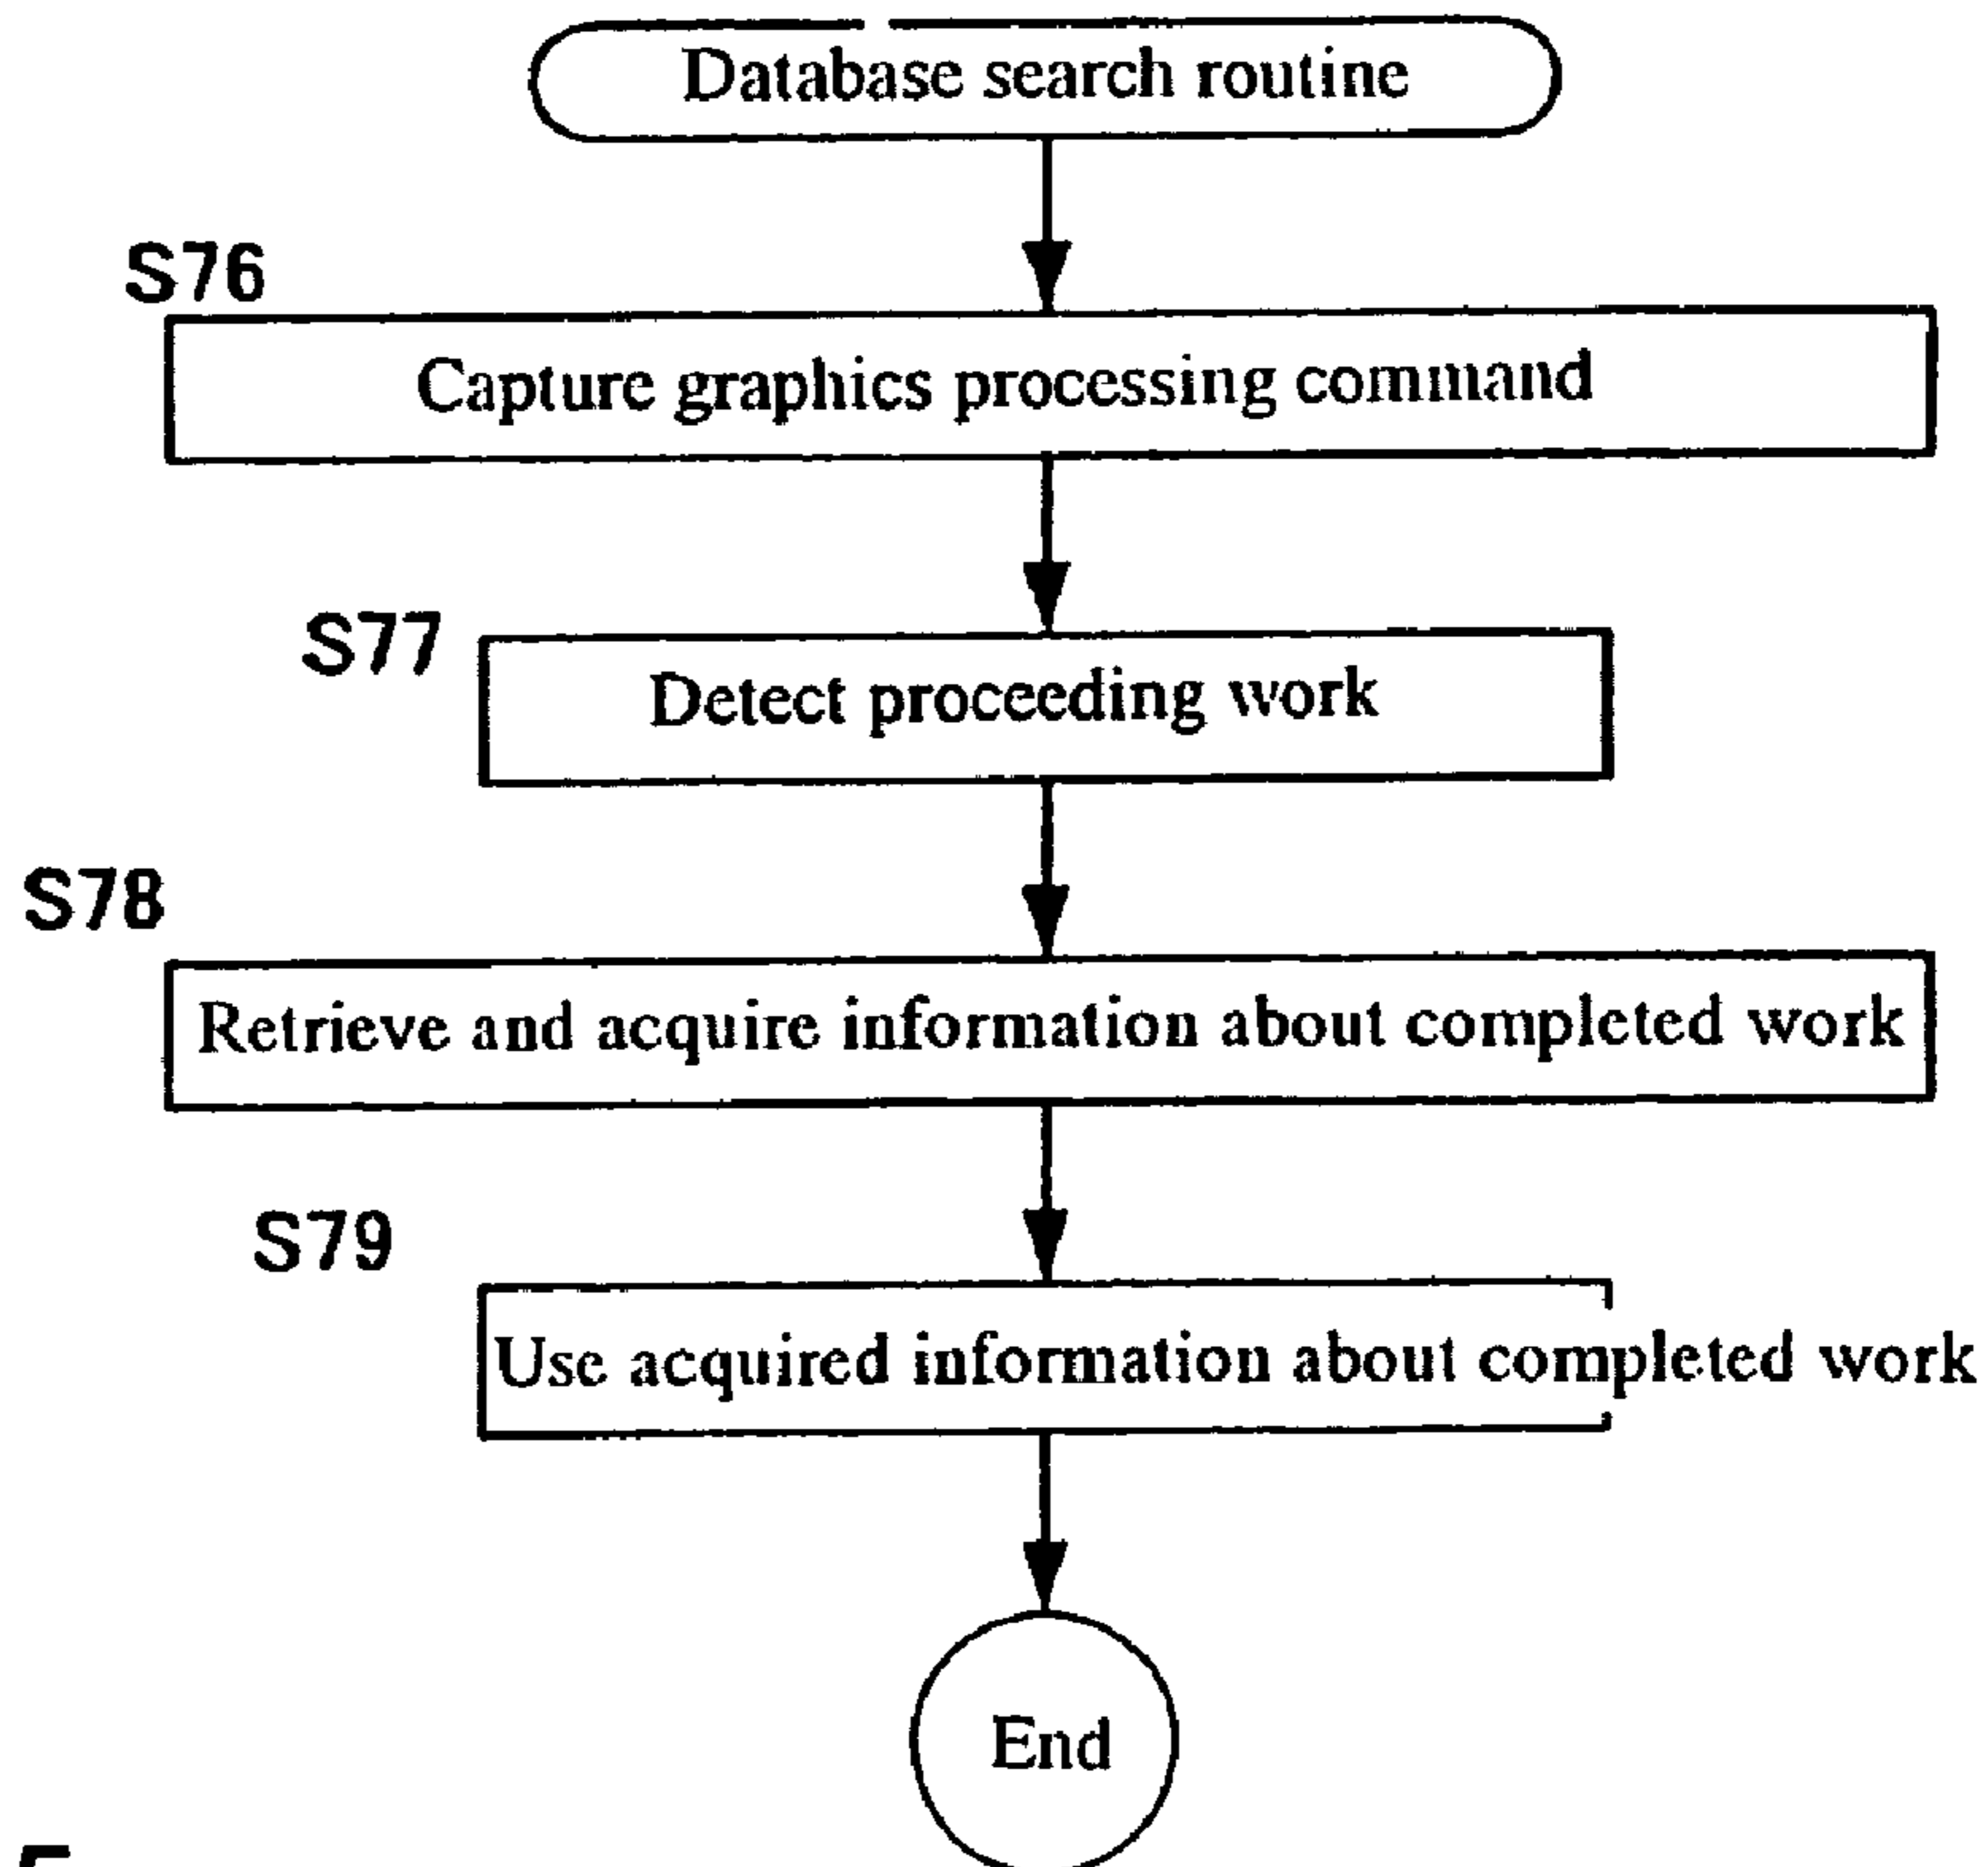 Database search routine
S76
Capture graphics processing command
S77
Detect proceeding work
S78
Retrieve and acquire information about completed work
S79
Use acquired information about completed work
End